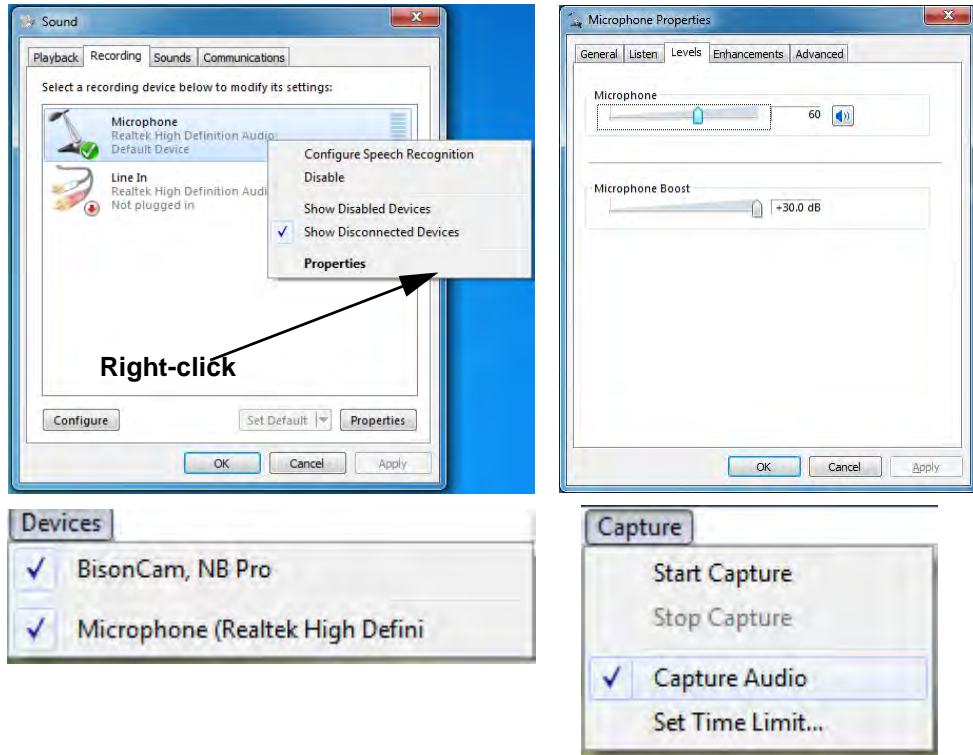 Sound
Playback Recording Sounds Communications
Select a recording device below to modify its settings:
Microphone
Realtek High Definition Audio
Default Device
Line In
Realtek High Definition Audi
Not plugged in
Configure Speech Recognition
Disable
Show Disabled Devices
Show Disconnected Devices
Properties
Right-click
Configure Set Default Properties
OK Cancel Apply
Microphone Properties
General Listen Levels Enhancements Advanced
Microphone
60
Microphone Boost
+30.0 dB
OK Cancel Apply
Devices
BisonCam, NB Pro
Microphone (Realtek High Defini
Capture
Start Capture
Stop Capture
Capture Audio
Set Time Limit...